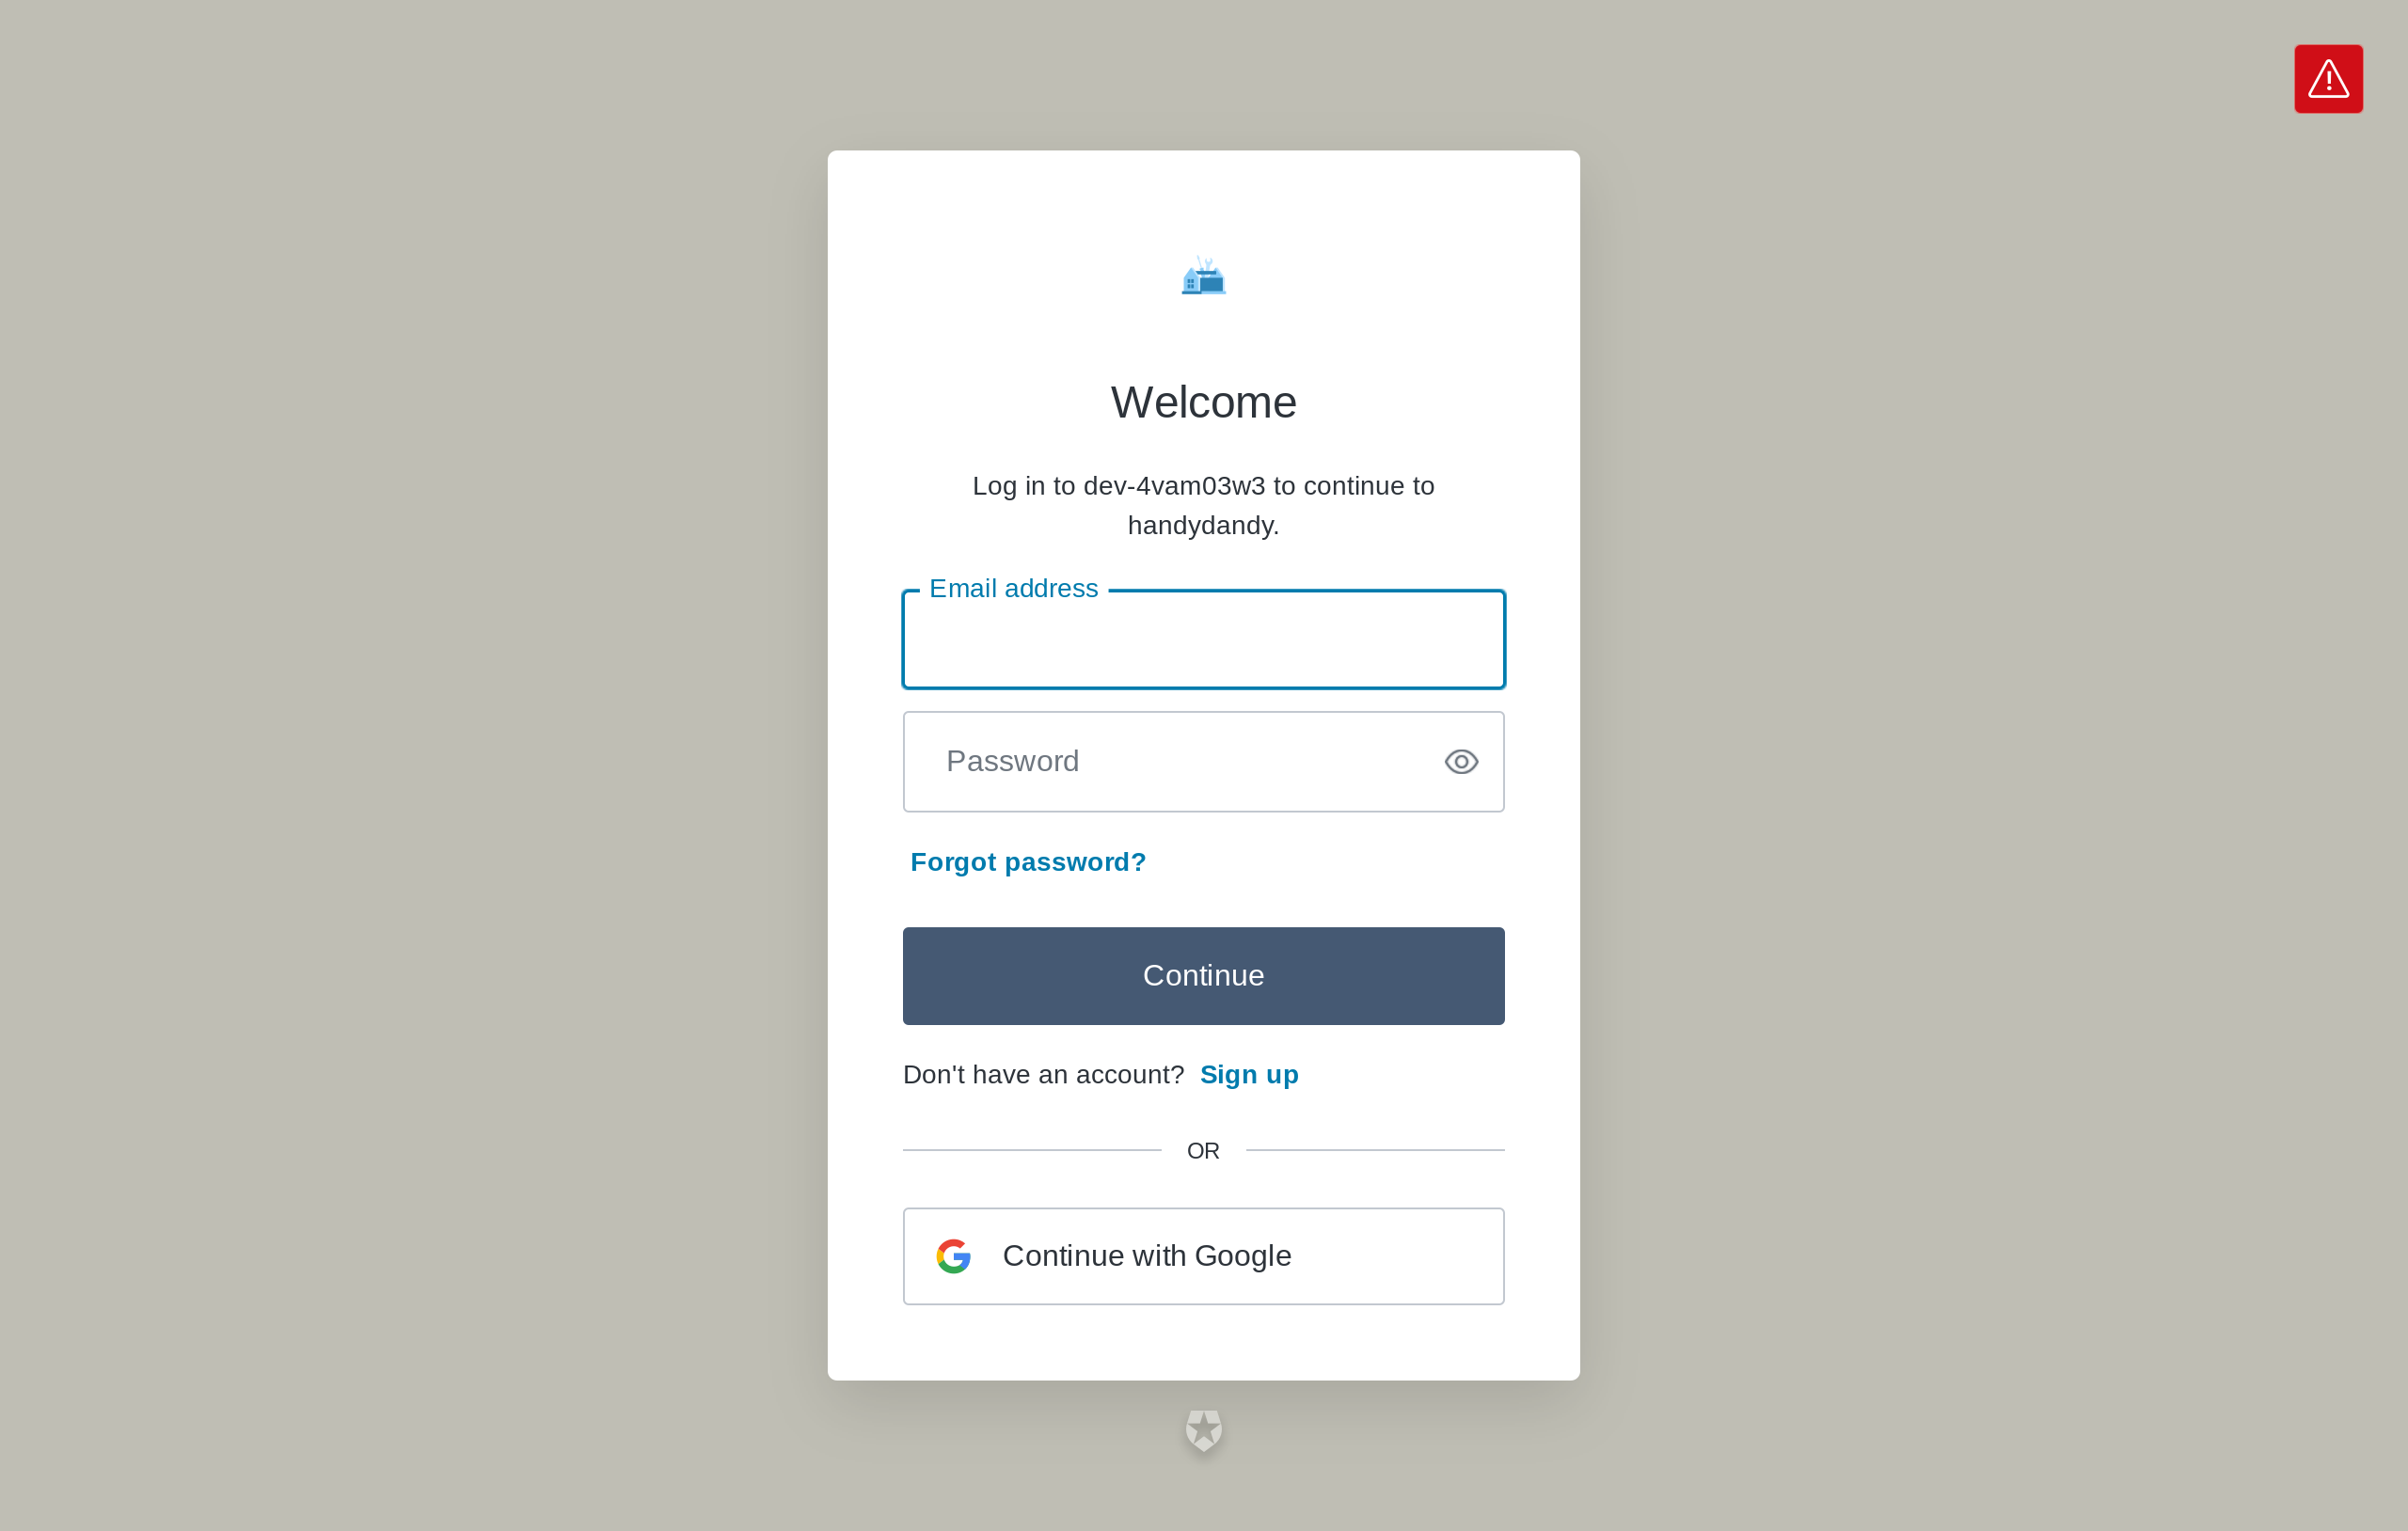 Welcome
Log in to dev-4vam03w3 to continue to
handydandy.
Email address
Password
Forgot password?
Continue
Don't have an account? Sign up
OR
Continue with Google